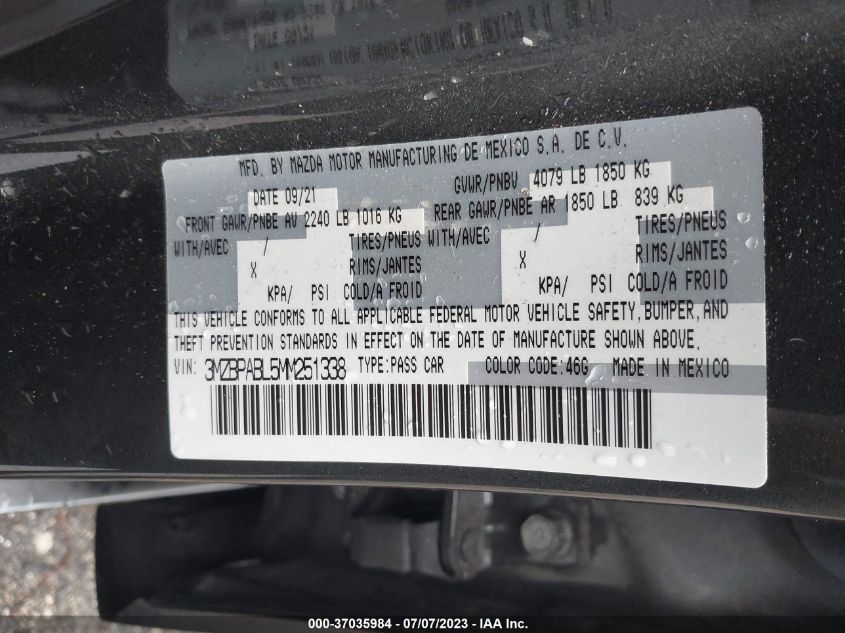 MFD. BY MAZDA MOTOR MANUFACTURING DE MEXICO S.A. DE C.V.
DATE 09/21 GVWR/PNBV 4079 LB 1850 KG
FRONT GAWR/PNBE AV 2240 LB 1016 KG REAR GAWR/PNBE AR 1850 LB 839 KG
WITH/AVEC / TIRES/PNEUS WITH/AVEC / TIRES/PNEUS
X RIMS/JANTES X RIMS/JANTES
KPA/ PSI COLD/A FROID KPA/ PSI COLD/A FROID
THIS VEHICLE CONFORMS TO ALL APPLICABLE FEDERAL MOTOR VEHICLE SAFETY, BUMPER, AND
THEFT PREVENTION STANDARDS IN EFFECT ON THE DATE OF MANUFACTURE SHOWN ABOVE.
VIN: 3MZBPABL5MM251338 TYPE:PASS CAR COLOR CODE:46G MADE IN MEXICO
000-37035984 / 07/07/2023 - IAA Inc.